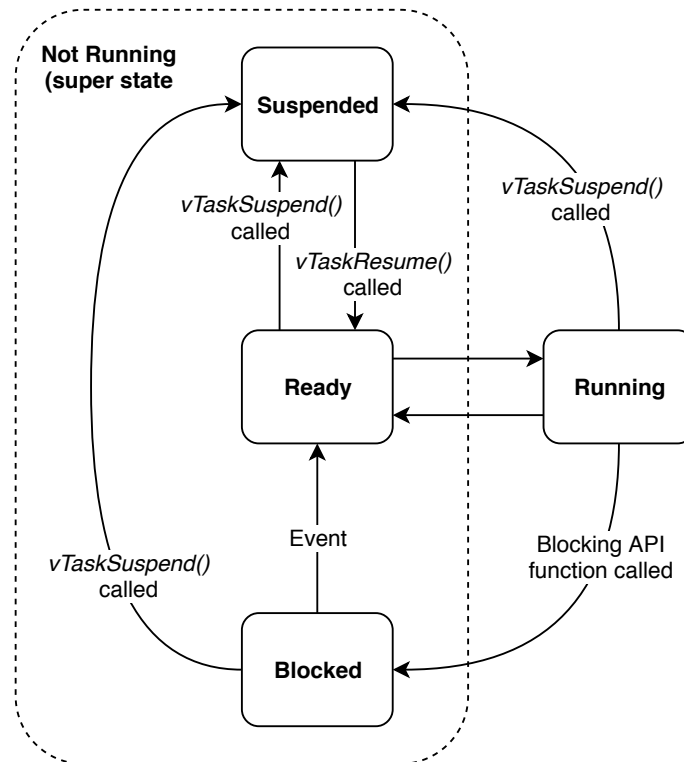 Not Running
(super state
Suspended
vTaskSuspend()
called
vTaskSuspend()
called
vTaskResume()
called
Ready
Running
Event
Blocking API
function called
vTaskSuspend()
called
Blocked